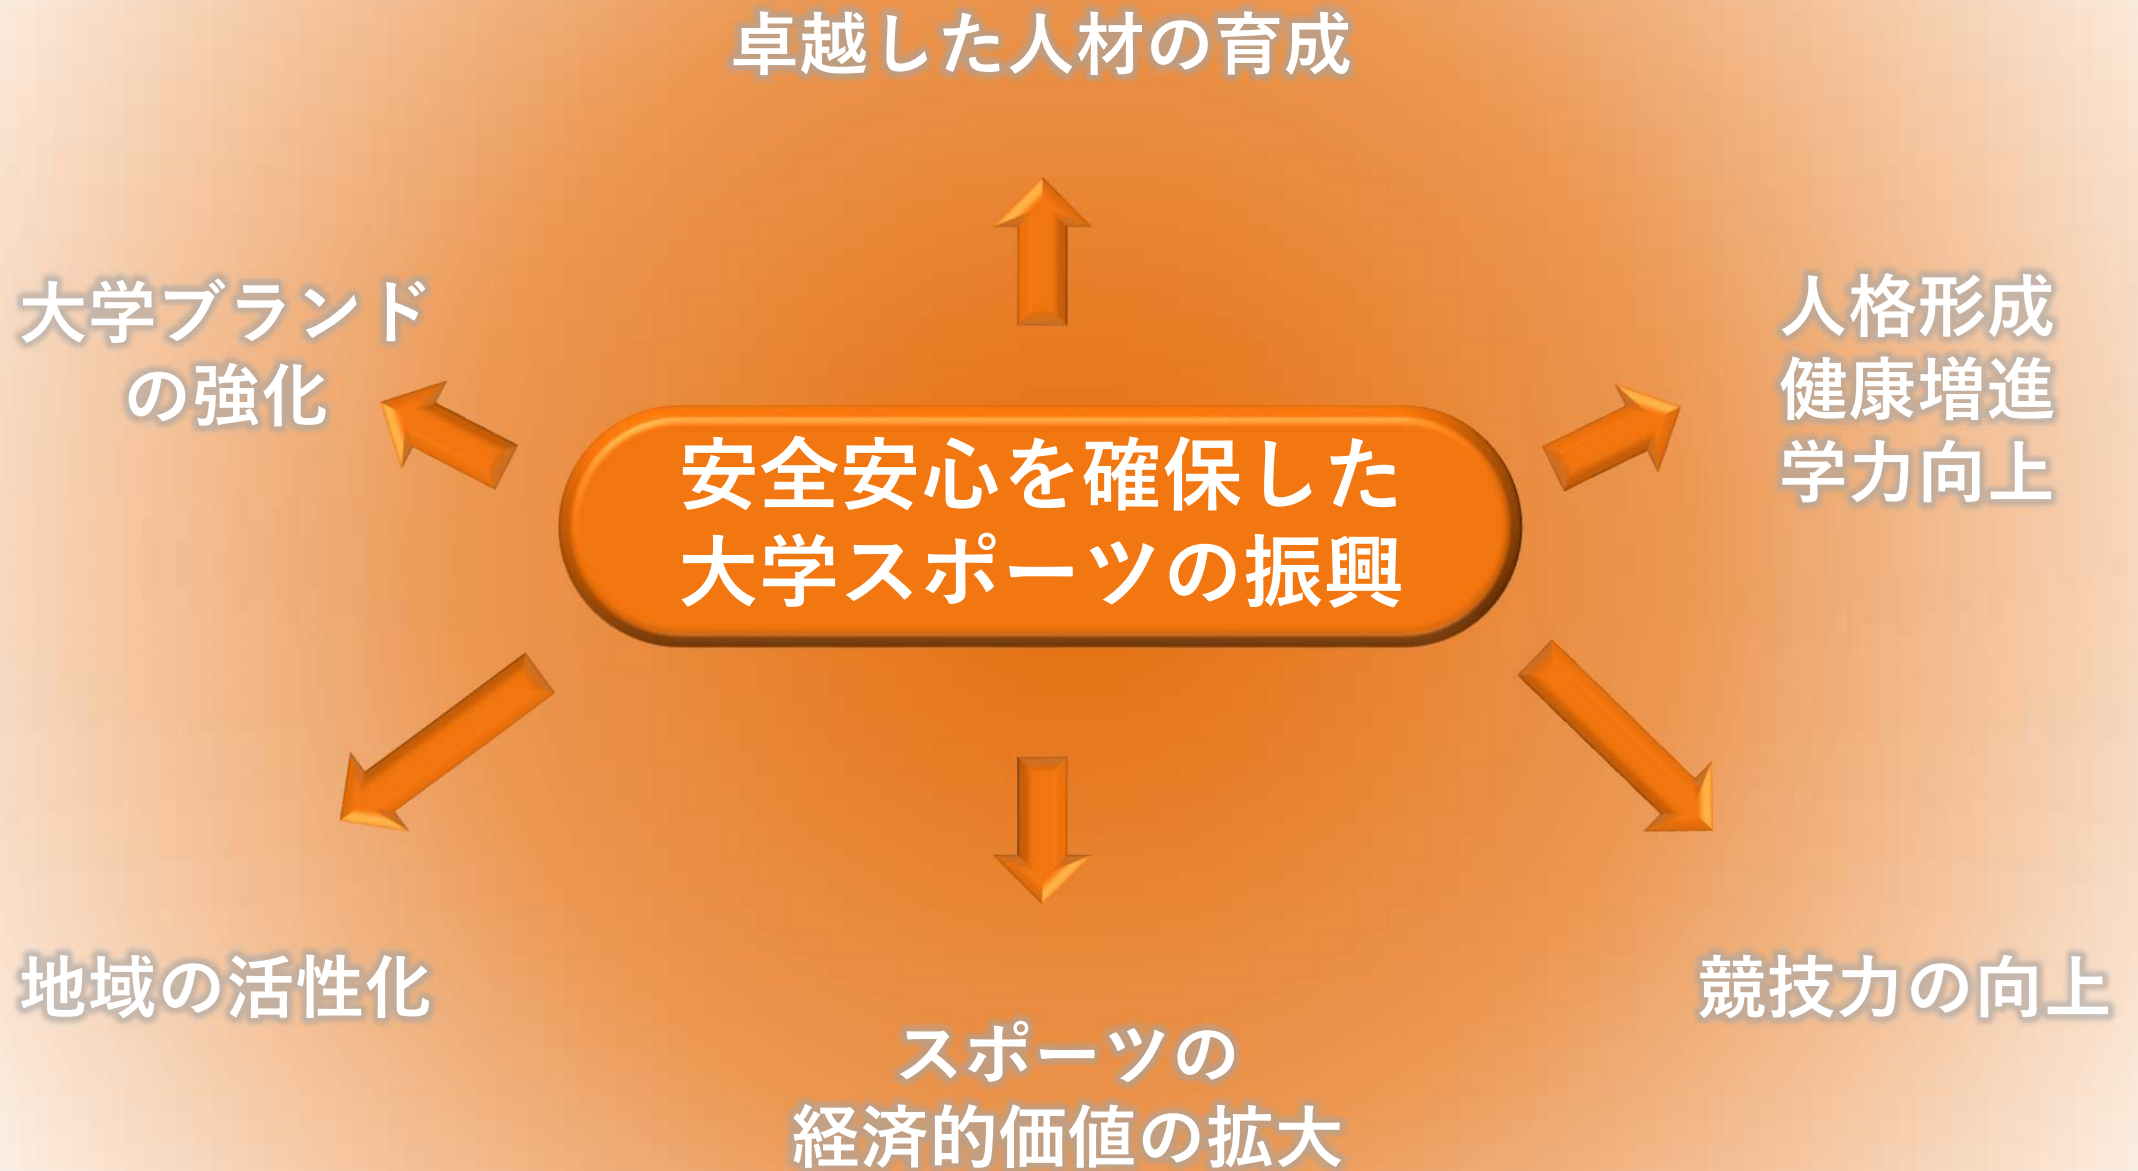 卓越した人材の育成
大学ブランド
の強化
人格形成
健康増進
学力向上
安全安心を確保した
大学スポーツの振興
地域の活性化
競技力の向上
スポーツの
経済的価値の拡大